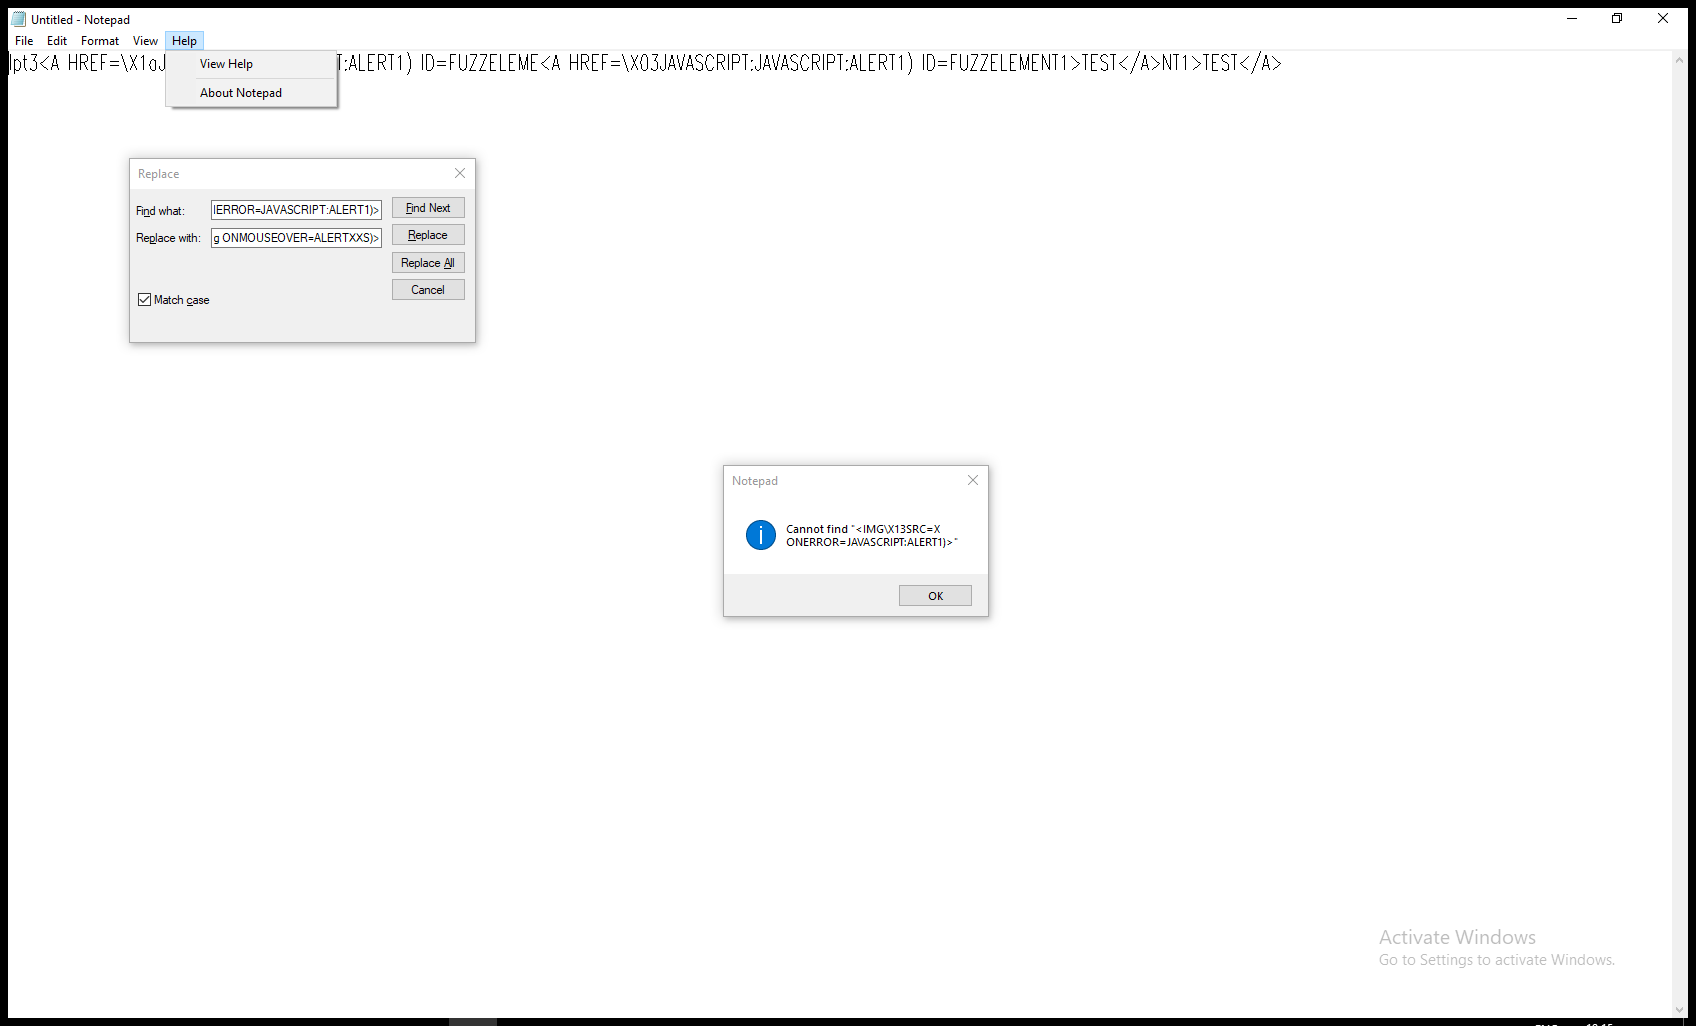 Untitled - Notepad
File Edit Format View Help
lpt3<A HREF=\X1oJ T:ALERT1) ID=FUZZELEME<A HREF=\X03JAVASCRIPT:JAVASCRIPT:ALERT1) ID=FUZZELEMENT1>TEST</A>NT1>TEST</A>
View Help
About Notepad
Replace
Find what: ERROR=JAVASCRIPT:ALERT1)> Find Next
Replace with: g ONMOUSEOVER=ALERTXXS)> Replace
Replace All
Cancel
Match case
Notepad
Cannot find "<IMG\X13SRC=X
ONERROR=JAVASCRIPT:ALERT1)>"
OK
Activate Windows
Go to Settings to activate Windows.